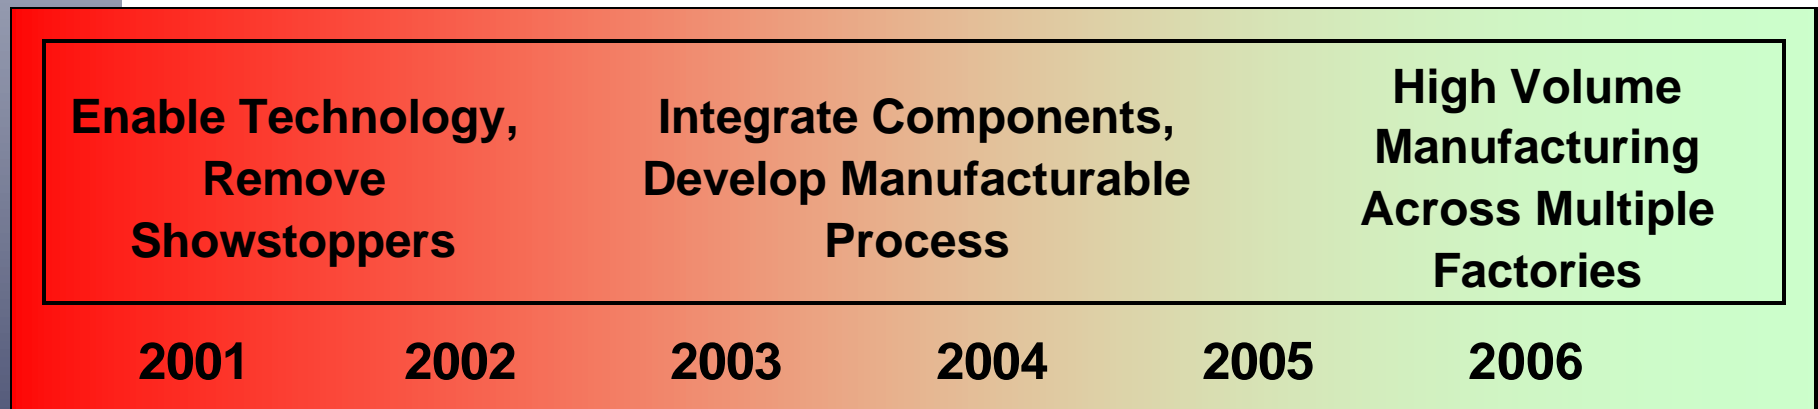 Enable Technology,
Remove
Showstoppers
Integrate Components,
Develop Manufacturable
Process
High Volume
Manufacturing
Across Multiple
Factories
2001 2002 2003 2004 2005 2006